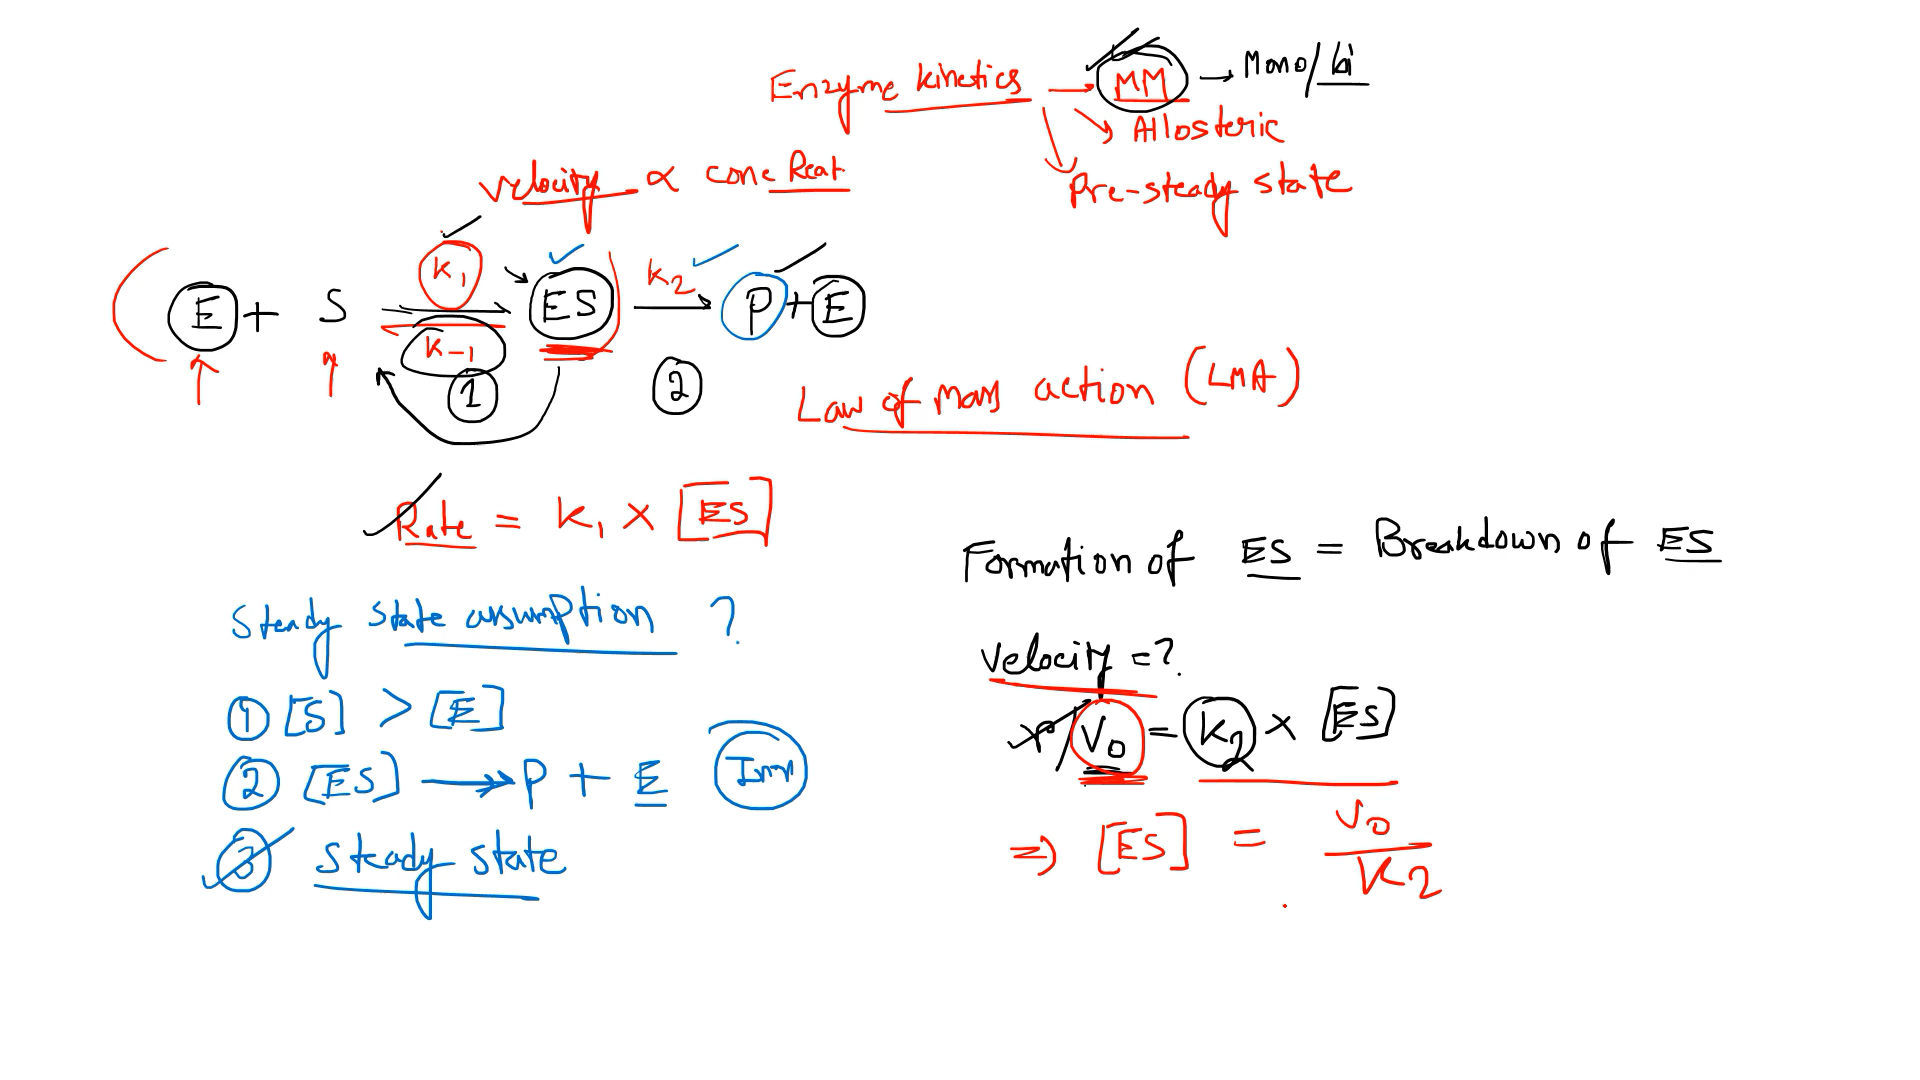 Enzyme kinetics → MM → Mono/bi
Allosteric
Pre-steady state
velocity ∝ conc Reat.
E + S ⇌ ES → P + E
K₁
K₂
K₋₁
① ②
Law of Mass action (LMA)
Rate = K₁ × [ES]
Formation of ES = Breakdown of ES
Steady state assumption ?
Velocity = ?
① [S] > [E]
/V₀ = K₂ × [ES]
② [ES] → P + E Irr
③ Steady state
⇒ [ES] = V₀/K₂